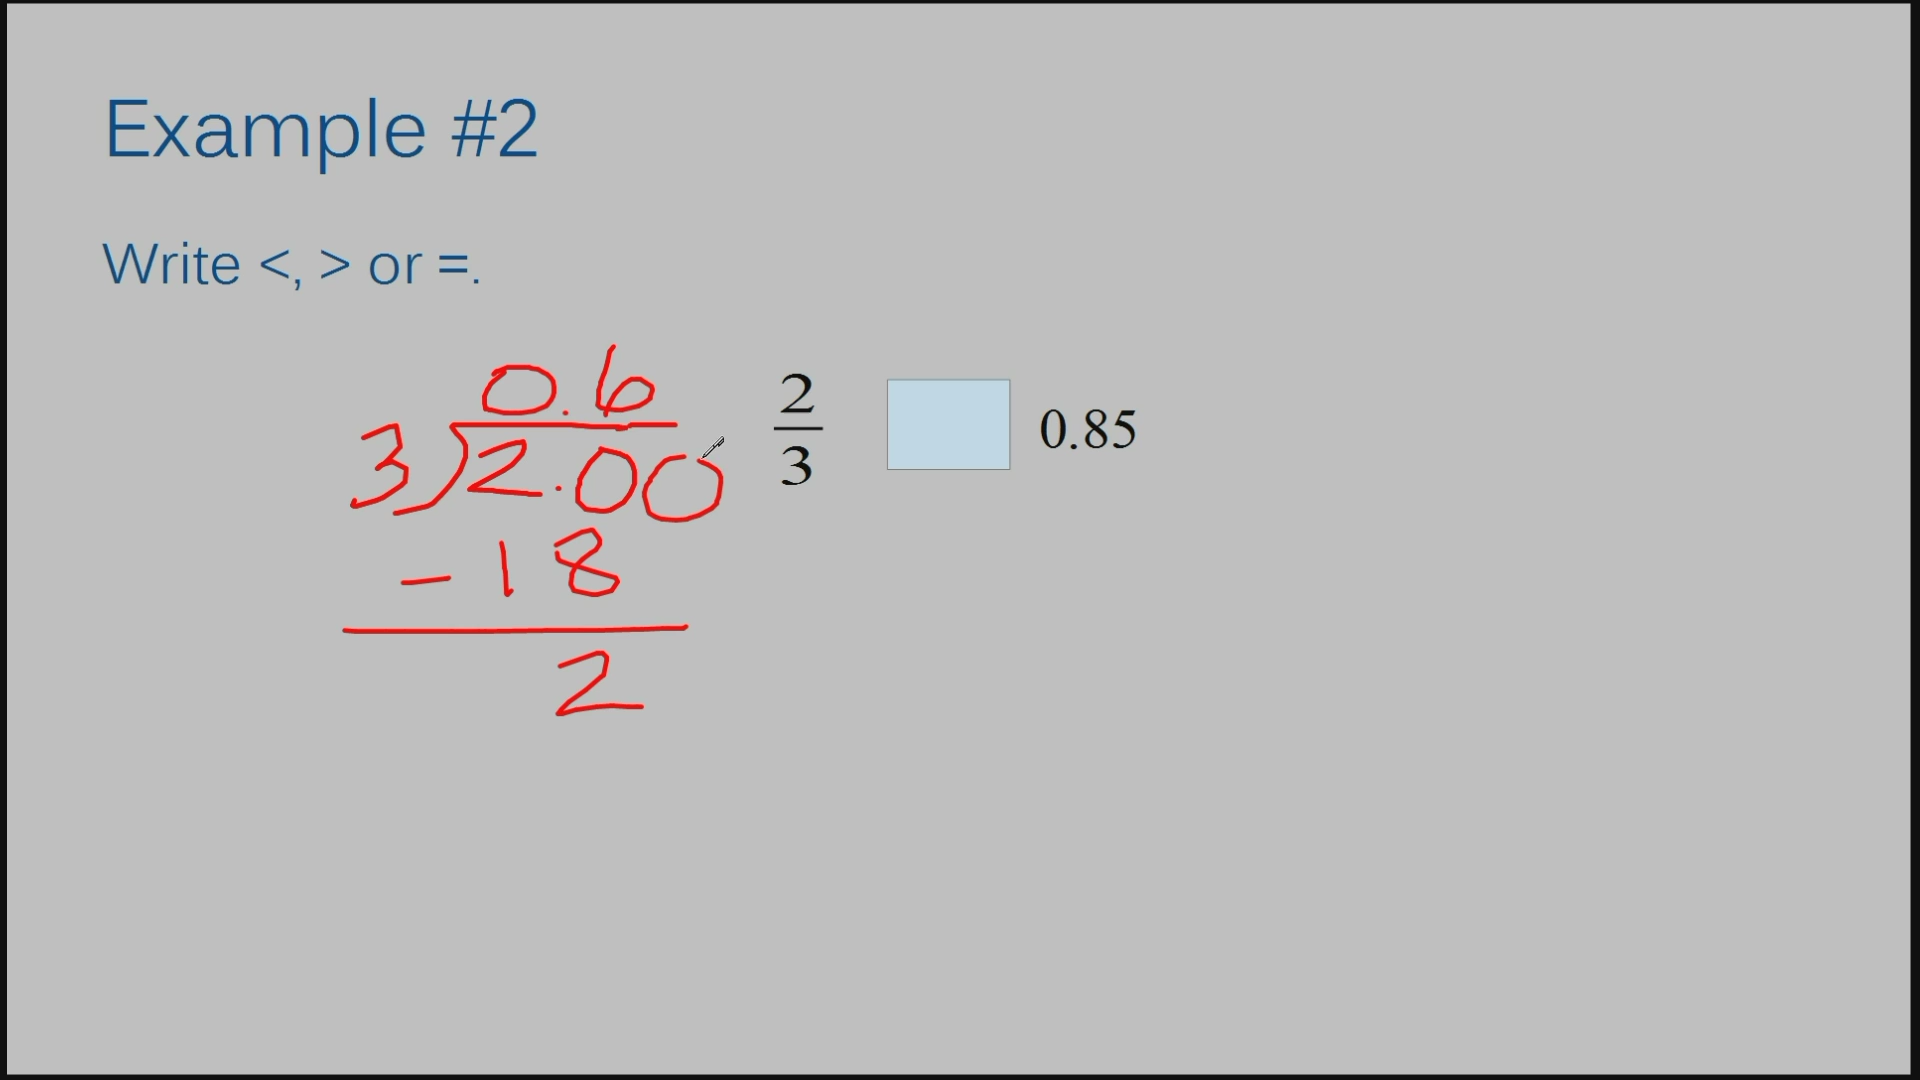 Example #2
Write <, > or =.
0.6
3)2.00
-18
2
2/3 0.85